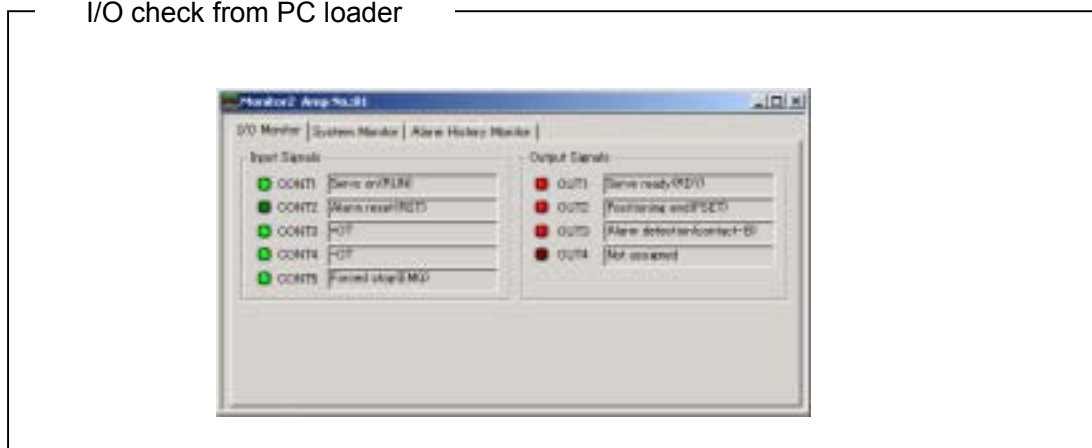 I/O check from PC loader
Monitor2 Amp No.:01
I/O Monitor | System Monitor | Alarm History Monitor
Input Signals
CONT1 Servo on(RUN)
CONT2 Alarm reset(RST)
CONT3 OT
CONT4 -OT
CONT5 Forced stop(EMG)
Output Signals
OUT1 Servo ready(RDY)
OUT2 Positioning end(PSET)
OUT3 Alarm detection(contact-B)
OUT4 Not assigned